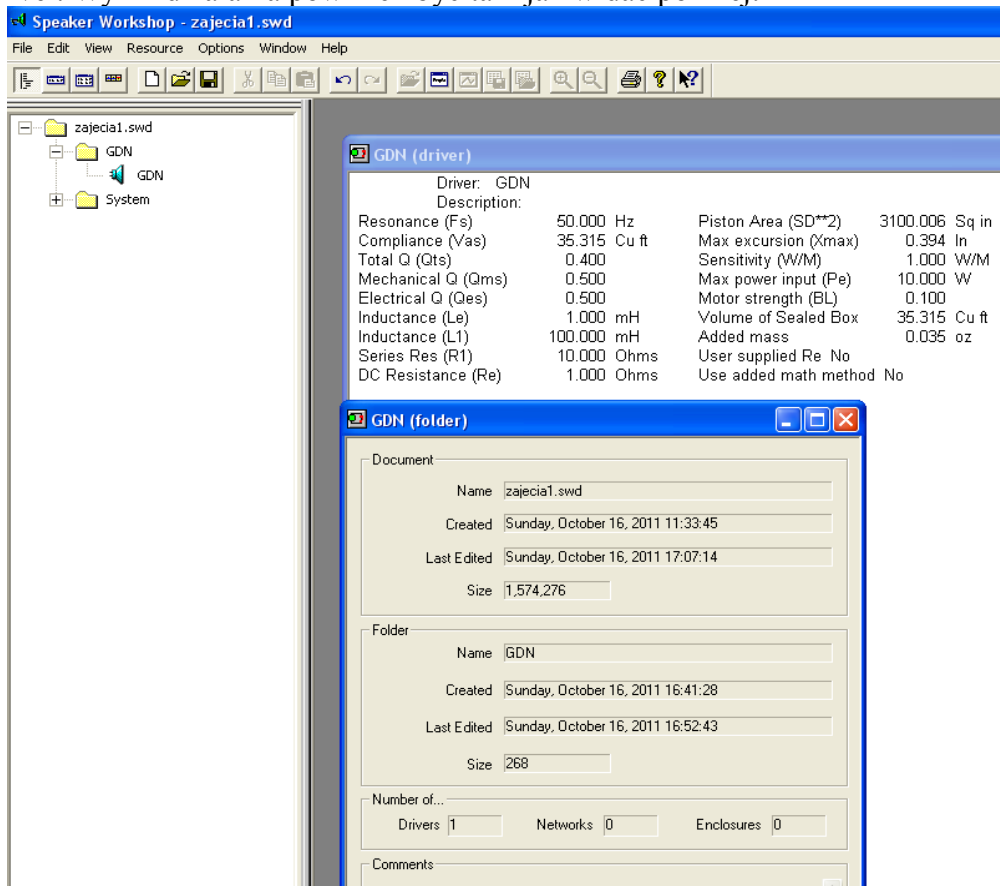 Speaker Workshop - zajecia1.swd
File Edit View Resource Options Window Help
zajecia1.swd
GDN
GDN
System
GDN (driver)
Driver: GDN
Description:
Resonance (Fs) 50.000 Hz Piston Area (SD**2) 3100.006 Sq in
Compliance (Vas) 35.315 Cu ft Max excursion (Xmax) 0.394 In
Total Q (Qts) 0.400 Sensitivity (W/M) 1.000 W/M
Mechanical Q (Qms) 0.500 Max power input (Pe) 10.000 W
Electrical Q (Qes) 0.500 Motor strength (BL) 0.100
Inductance (Le) 1.000 mH Volume of Sealed Box 35.315 Cu ft
Inductance (L1) 100.000 mH Added mass 0.035 oz
Series Res (R1) 10.000 Ohms User supplied Re No
DC Resistance (Re) 1.000 Ohms Use added math method No
GDN (folder)
Document
Name zajecia1.swd
Created Sunday, October 16, 2011 11:33:45
Last Edited Sunday, October 16, 2011 17:07:14
Size 1,574,276
Folder
Name GDN
Created Sunday, October 16, 2011 16:41:28
Last Edited Sunday, October 16, 2011 16:52:43
Size 268
Number of...
Drivers 1 Networks 0 Enclosures 0
Comments